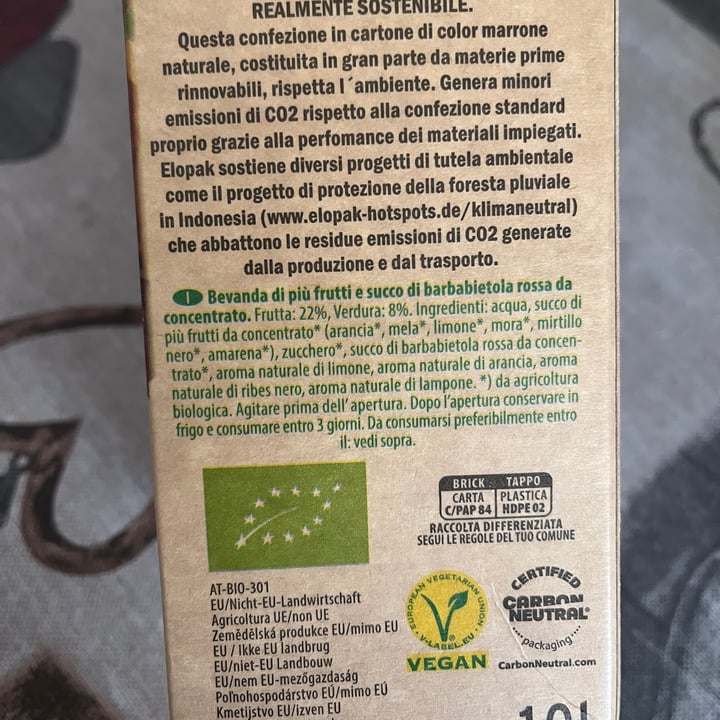 REALMENTE SOSTENIBILE.
Questa confezione in cartone di color marrone
naturale, costituita in gran parte da materie prime
rinnovabili, rispetta l´ambiente. Genera minori
emissioni di CO2 rispetto alla confezione standard
proprio grazie alla perfomance dei materiali impiegati.
Elopak sostiene diversi progetti di tutela ambientale
come il progetto di protezione della foresta pluviale
in Indonesia (www.elopak-hotspots.de/klimaneutral)
che abbattono le residue emissioni di CO2 generate
dalla produzione e dal trasporto.
I Bevanda di più frutti e succo di barbabietola rossa da
concentrato. Frutta: 22%, Verdura: 8%. Ingredienti: acqua, succo di
più frutti da concentrato* (arancia*, mela*, limone*, mora*, mirtillo
nero*, amarena*), zucchero*, succo di barbabietola rossa da concen-
trato*, aroma naturale di limone, aroma naturale di arancia, aroma
naturale di ribes nero, aroma naturale di lampone. *) da agricoltura
biologica. Agitare prima dell'apertura. Dopo l'apertura conservare in
frigo e consumare entro 3 giorni. Da consumarsi preferibilmente entro
il: vedi sopra.
BRICK TAPPO
CARTA PLASTICA
C/PAP 84 HDPE 02
RACCOLTA DIFFERENZIATA
SEGUI LE REGOLE DEL TUO COMUNE
AT-BIO-301
EU/Nicht-EU-Landwirtschaft
Agricoltura UE/non UE
Zemědělská produkce EU/mimo EU
EU / Ikke EU landbrug
EU/niet-EU Landbouw
EU/nem EU-mezőgazdaság
Poľnohospodárstvo EÚ/mimo EÚ
Kmetijstvo EU/izven EU
EUROPEAN VEGETARIAN UNION
V-LABEL.EU
VEGAN
CERTIFIED
CARBON
NEUTRAL®
packaging
CarbonNeutral.com